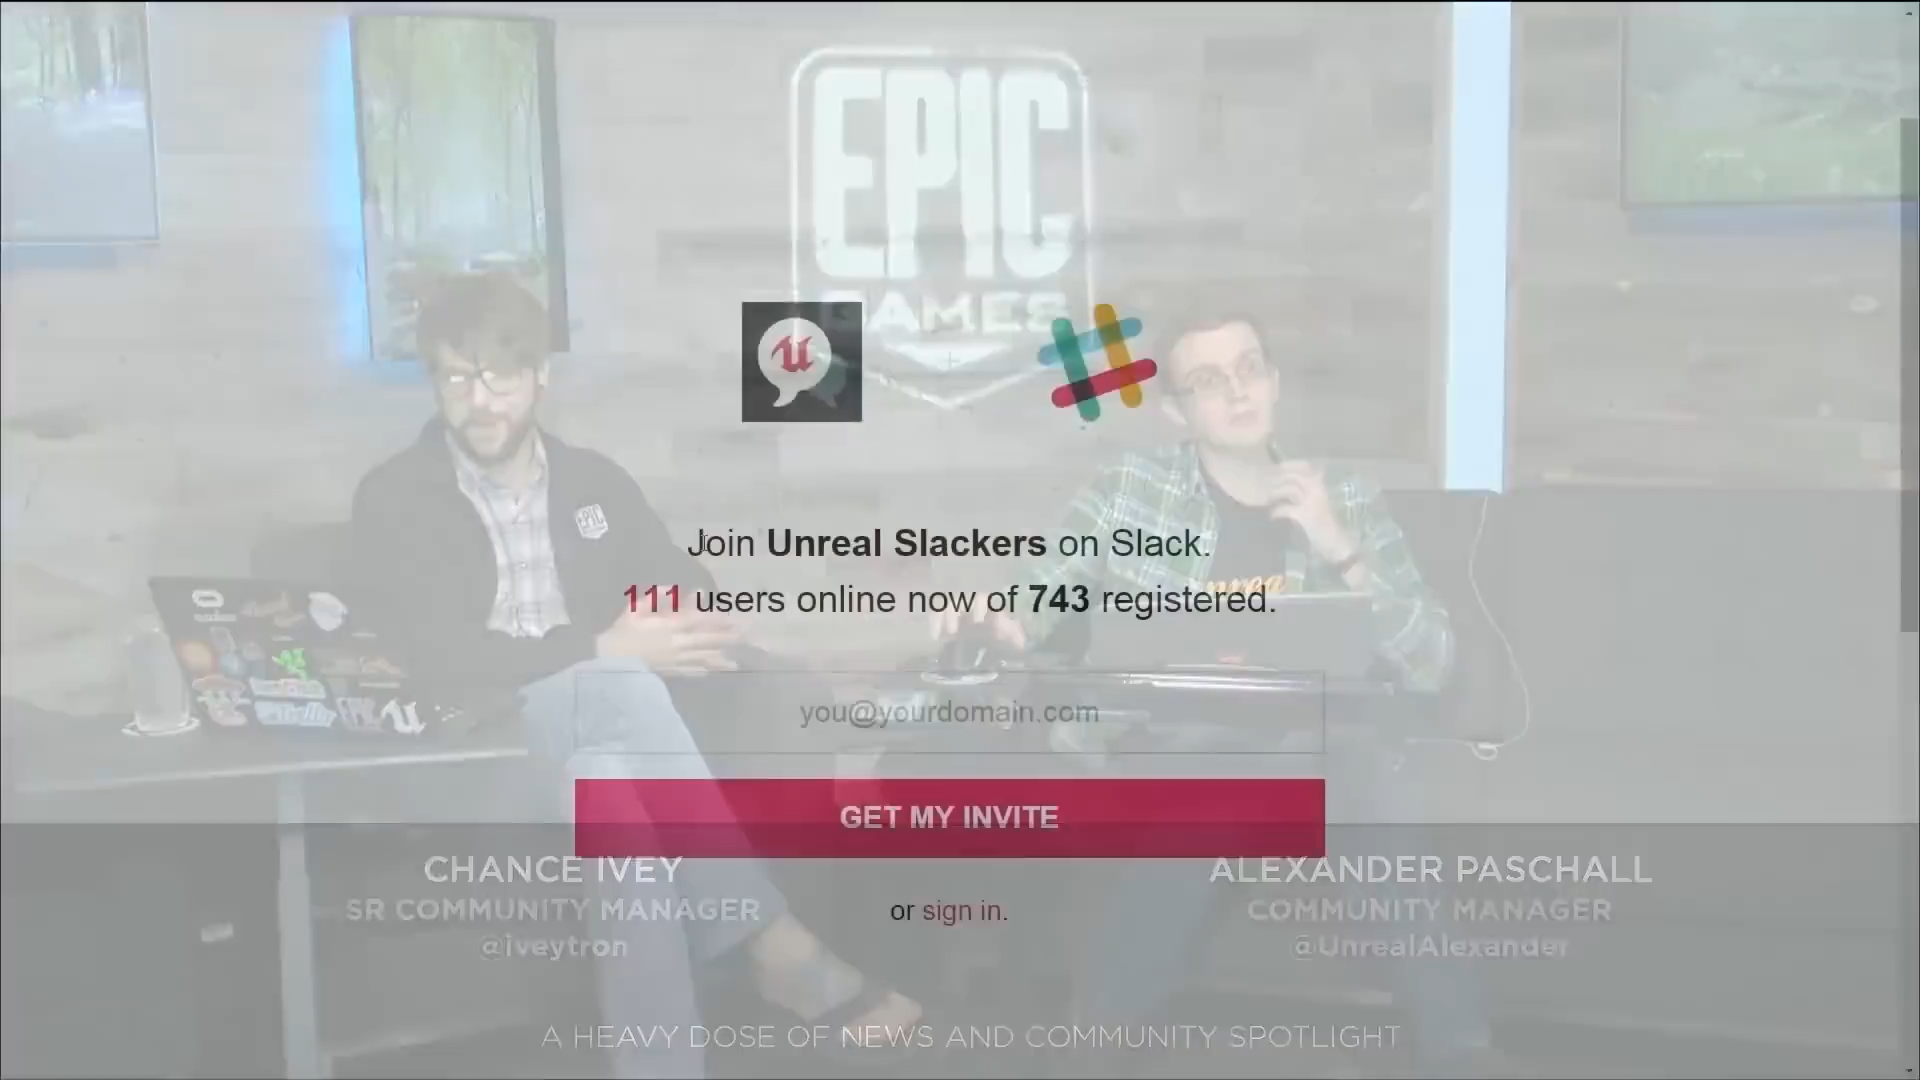 EPIC
GAMES
EPIC
Join Unreal Slackers on Slack.
111 users online now of 743 registered.
you@yourdomain.com
GET MY INVITE
or sign in.
CHANCE IVEY
SR COMMUNITY MANAGER
@iveytron
ALEXANDER PASCHALL
COMMUNITY MANAGER
@UnrealAlexander
A HEAVY DOSE OF NEWS AND COMMUNITY SPOTLIGHT